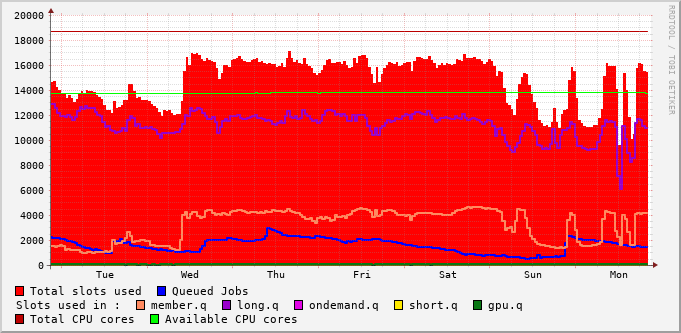 20000
18000
16000
14000
12000
10000
8000
6000
4000
2000
0
Tue Wed Thu Fri Sat Sun Mon
RRDTOOL / TOBI OETIKER
Total slots used Queued Jobs
Slots used in : member.q long.q ondemand.q short.q gpu.q
Total CPU cores Available CPU cores